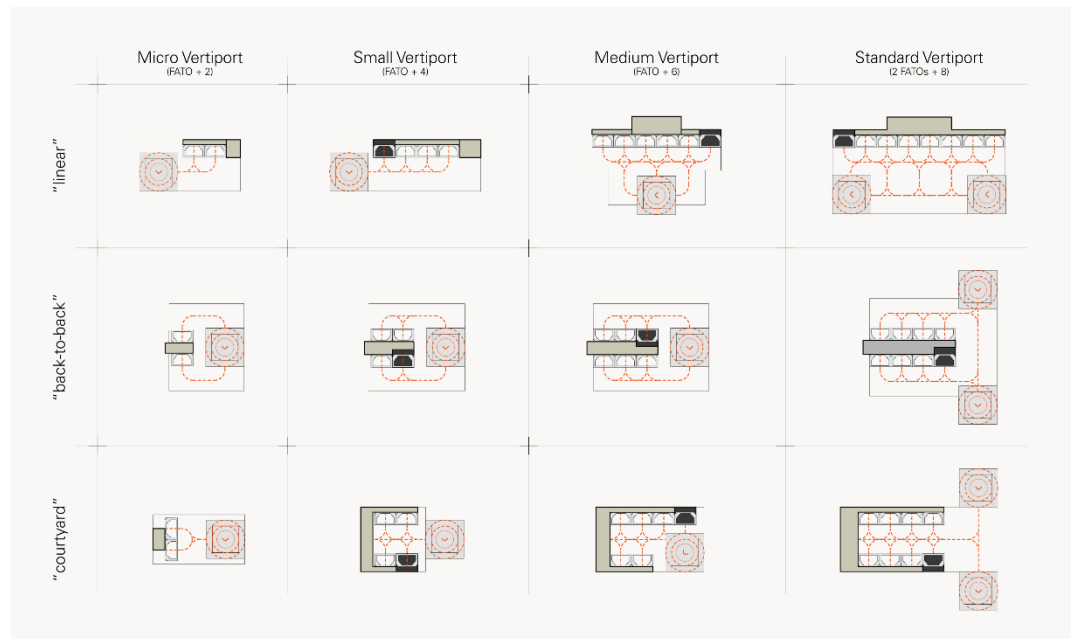 Micro Vertiport
(FATO + 2)
Small Vertiport
(FATO + 4)
Medium Vertiport
(FATO + 6)
Standard Vertiport
(2 FATOs + 8)
"linear"
"back-to-back"
"courtyard"